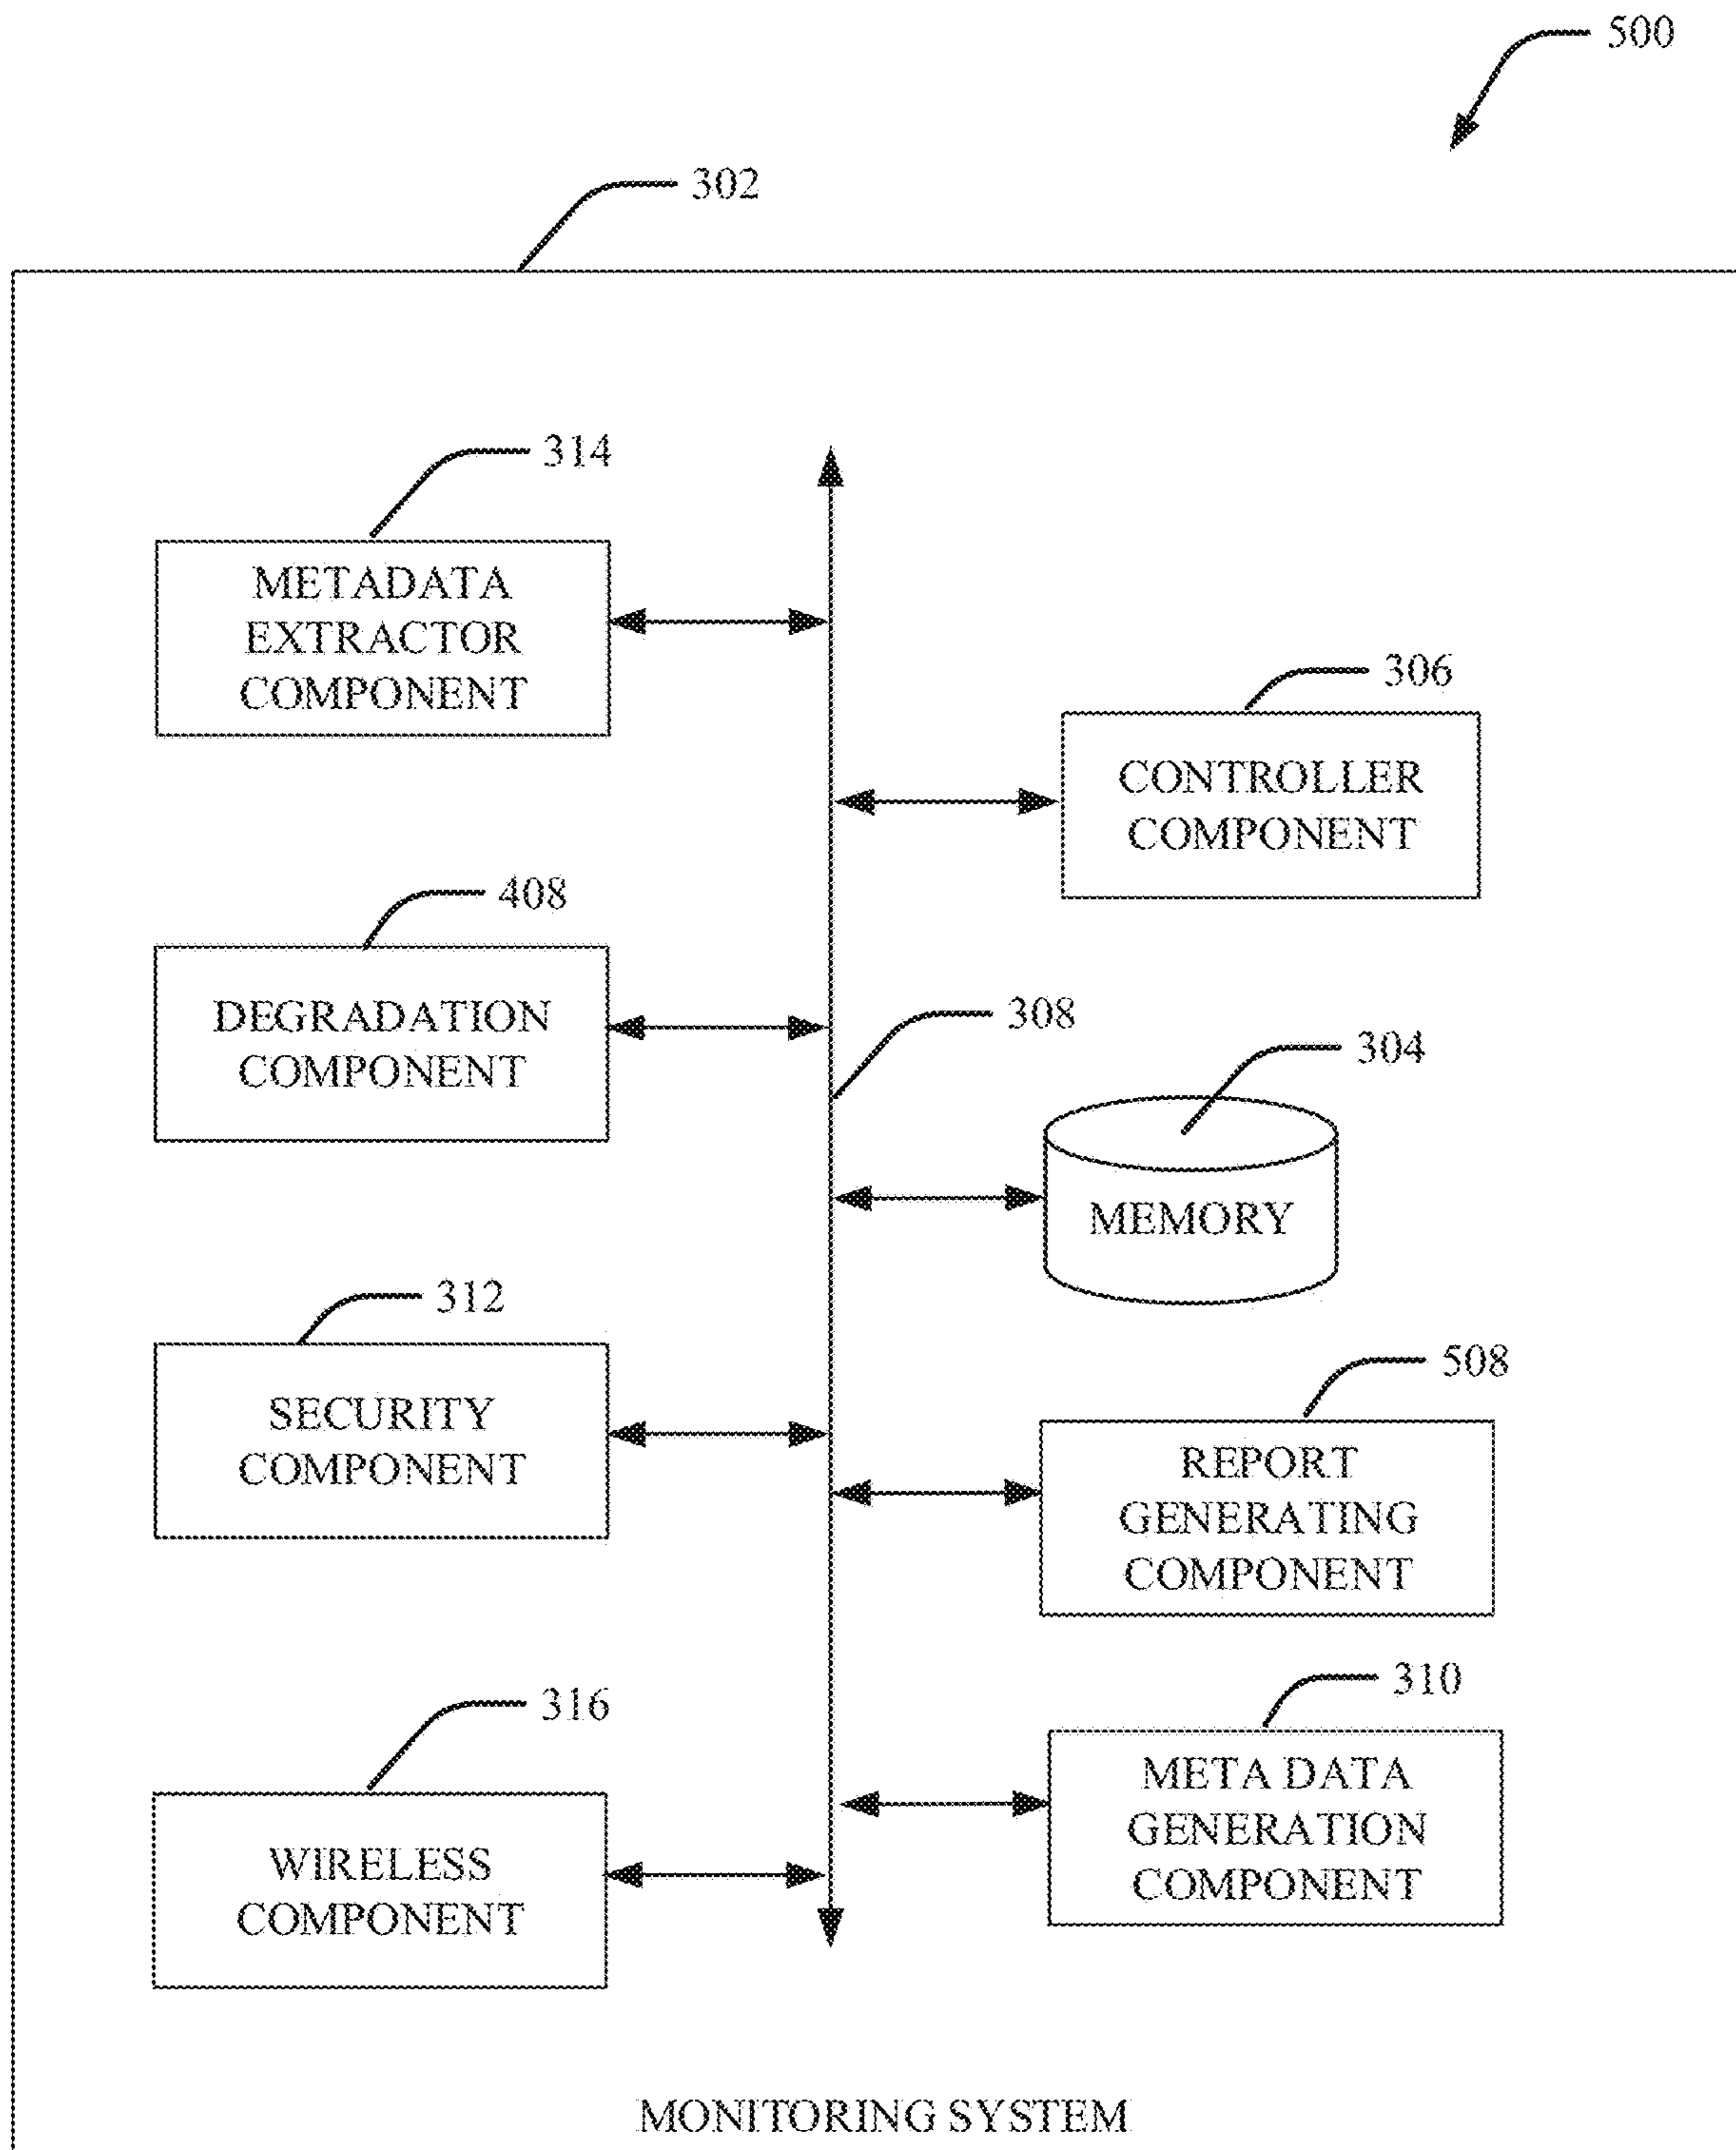 500
302
314
METADATA
EXTRACTOR
COMPONENT
306
CONTROLLER
COMPONENT
408
DEGRADATION
COMPONENT
308
304
MEMORY
312
SECURITY
COMPONENT
508
REPORT
GENERATING
COMPONENT
316
WIRELESS
COMPONENT
310
META DATA
GENERATION
COMPONENT
MONITORING SYSTEM